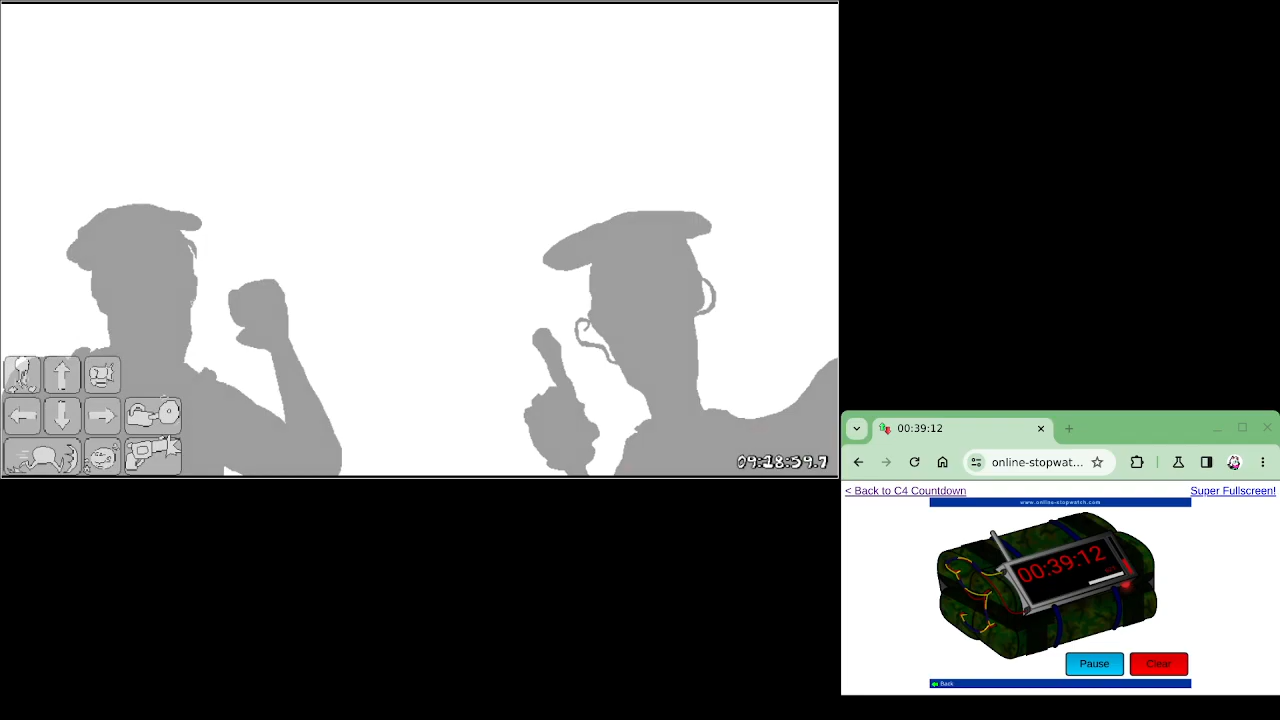 09:18:59.7
00:39:12
online-stopwat...
< Back to C4 Countdown
Super Fullscreen!
www.online-stopwatch.com
00:39:12
Pause
Clear
Back